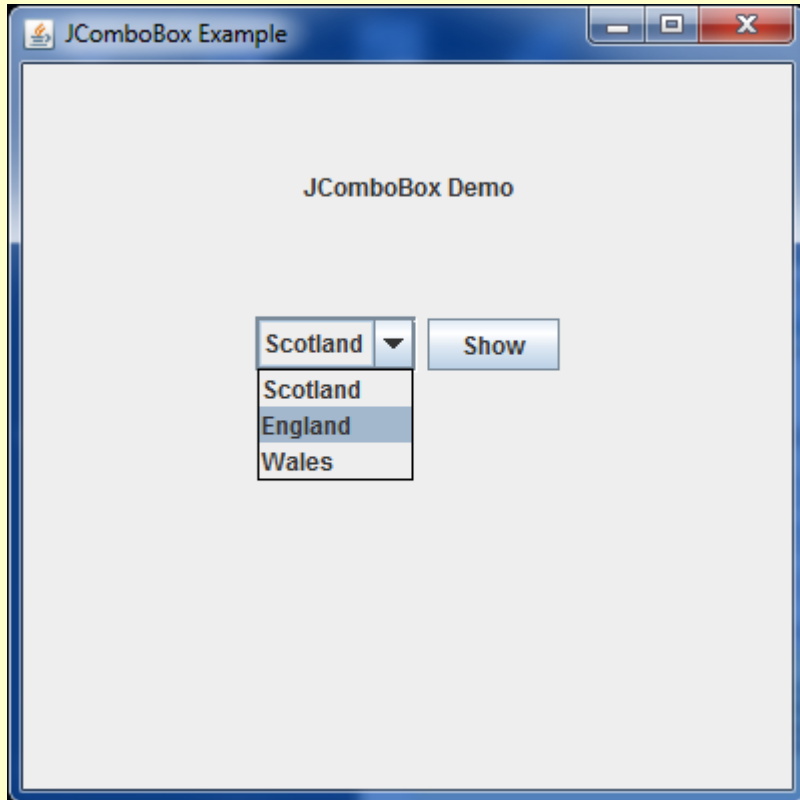 JComboBox Example
JComboBox Demo
Scotland Show
Scotland
England
Wales